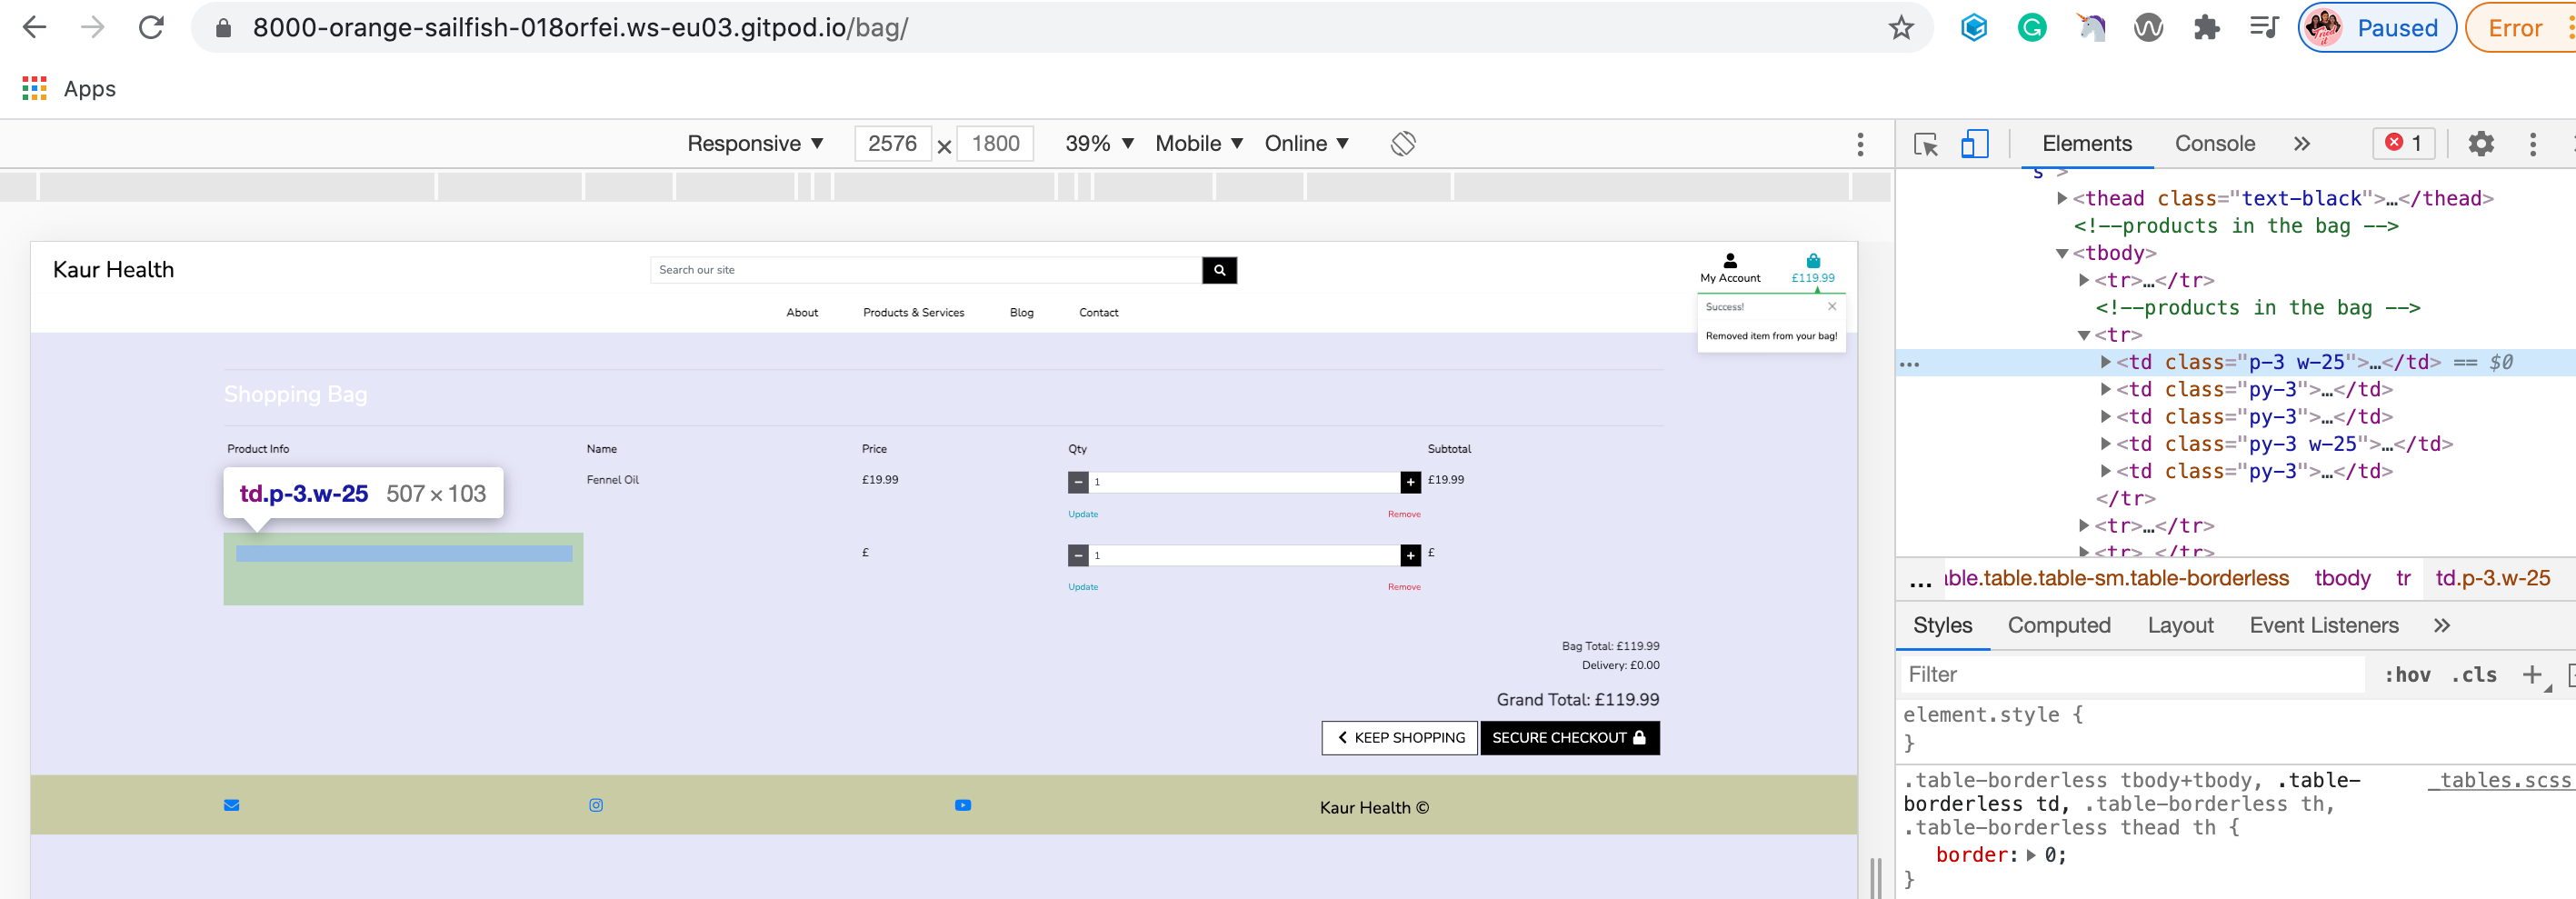 8000-orange-sailfish-018orfei.ws-eu03.gitpod.io/bag/
Paused
Error
Apps
Responsive ▼ 2576 × 1800 39% ▼ Mobile ▼ Online ▼
Elements Console » 1
s >
▶<thead class="text-black">…</thead>
<!--products in the bag -->
▼<tbody>
▶<tr>…</tr>
<!--products in the bag -->
▼<tr>
… ▶<td class="p-3 w-25">…</td> == $0
▶<td class="py-3">…</td>
▶<td class="py-3">…</td>
▶<td class="py-3 w-25">…</td>
▶<td class="py-3">…</td>
</tr>
▶<tr>…</tr>
▶<tr>…</tr>
... able.table.table-sm.table-borderless tbody tr td.p-3.w-25
Styles Computed Layout Event Listeners »
Filter :hov .cls +
element.style {
}
.table-borderless tbody+tbody, .table- _tables.scss
borderless td, .table-borderless th,
.table-borderless thead th {
border: ▶ 0;
}
Kaur Health
Search our site
My Account
£119.99
About Products & Services Blog Contact
Success! ×
Removed item from your bag!
Shopping Bag
Product Info Name Price Qty Subtotal
Fennel Oil £19.99 − 1 + £19.99
Update Remove
td.p-3.w-25 507 × 103
£ − 1 + £
Update Remove
Bag Total: £119.99
Delivery: £0.00
Grand Total: £119.99
KEEP SHOPPING SECURE CHECKOUT
Kaur Health ©